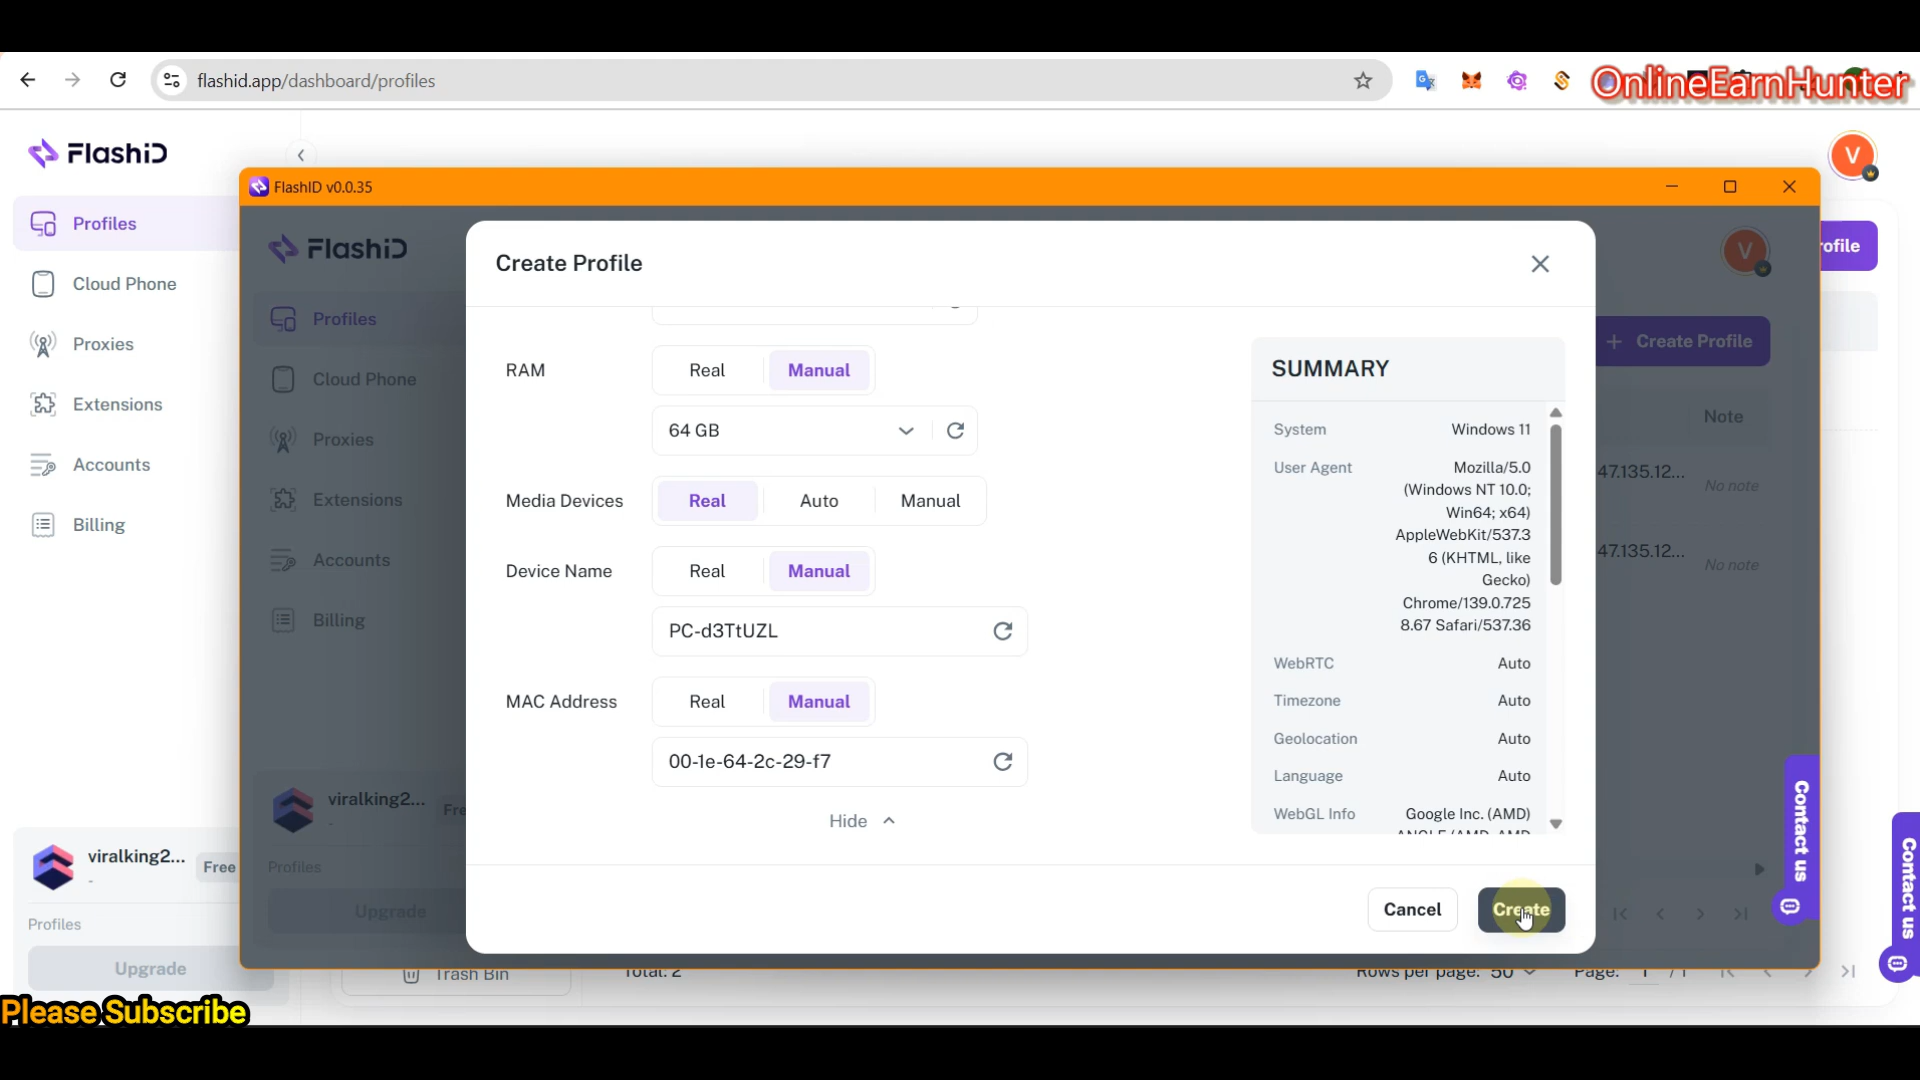 flashid.app/dashboard/profiles
OnlineEarnHunter
FlashID
V
Profiles
Cloud Phone
Proxies
Extensions
Accounts
Billing
viralking2...
-
Free
Profiles
Upgrade
Please Subscribe
FlashID v0.0.35
FlashID
V
rofile
Profiles
Cloud Phone
Proxies
Extensions
Accounts
Billing
viralking2...
-
Fre
Profiles
Upgrade
Create Profile
RAM
Real
Manual
64 GB
Media Devices
Real
Auto
Manual
Device Name
Real
Manual
PC-d3TtUZL
MAC Address
Real
Manual
00-1e-64-2c-29-f7
Hide
SUMMARY
System
Windows 11
User Agent
Mozilla/5.0
(Windows NT 10.0;
Win64; x64)
AppleWebKit/537.3
6 (KHTML, like
Gecko)
Chrome/139.0.725
8.67 Safari/537.36
WebRTC
Auto
Timezone
Auto
Geolocation
Auto
Language
Auto
WebGL Info
Google Inc. (AMD)
ANGLE (AMD, AMD
Cancel
Create
+ Create Profile
Note
47.135.12...
No note
47.135.12...
No note
Contact us
Contact us
Trash Bin
Total: 2
Rows per page: 50
Page: 1 / 1